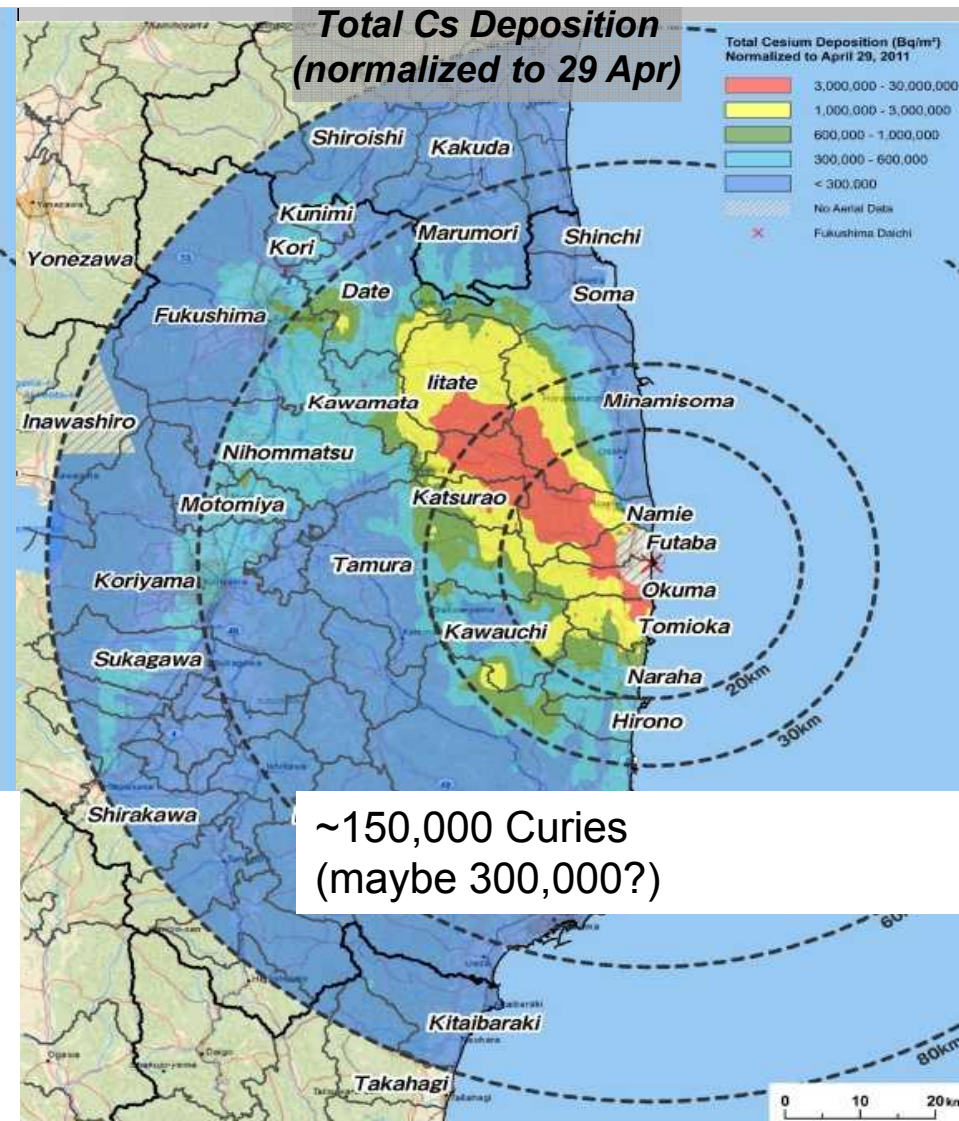 Total Cs Deposition
(normalized to 29 Apr)
Total Cesium Deposition (Bq/m²)
Normalized to April 29, 2011
3,000,000 - 30,000,000
1,000,000 - 3,000,000
600,000 - 1,000,000
300,000 - 600,000
< 300,000
No Aerial Data
Fukushima Daichi
Shiroishi
Kakuda
Yonezawa
Kunimi
Kori
Marumori
Shinchi
Yonezawa
Date
Soma
Fukushima
Iitate
Kawamata
Minamisoma
Inawashiro
Nihommatsu
Motomiya
Katsurao
Namie
Futaba
Tamura
Okuma
Koriyama
Kawauchi
Tomioka
Sukagawa
Naraha
20km
Hirono
30km
Shirakawa
~150,000 Curies
(maybe 300,000?)
Kitaibaraki
80km
Takahagi
0 10 20 km